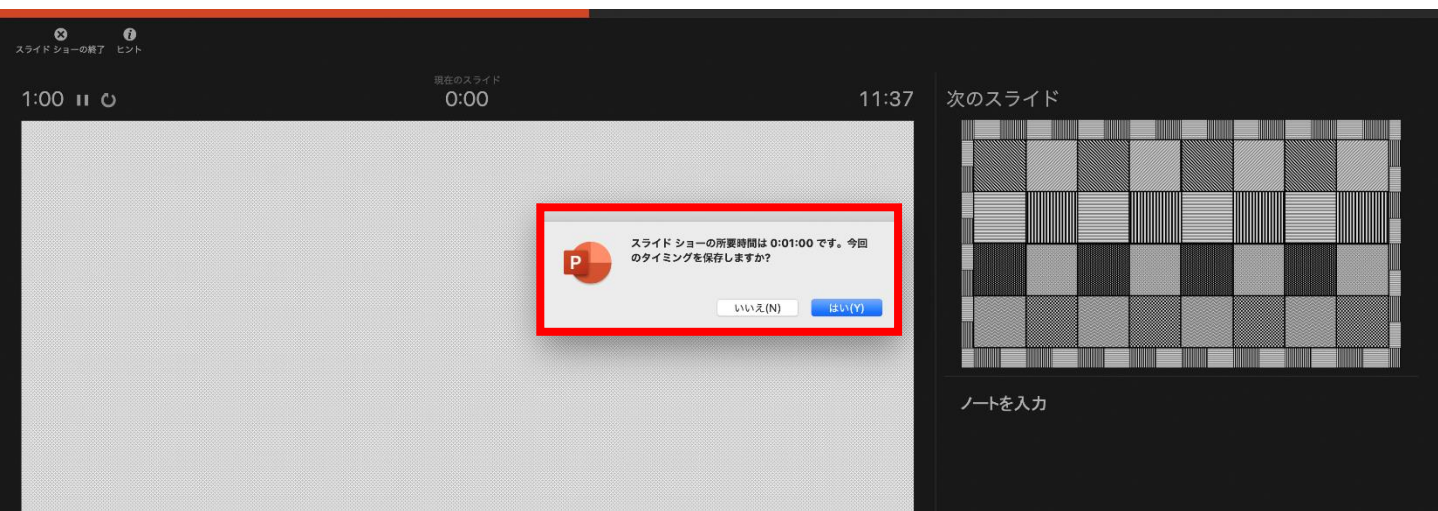 スライド ショーの終了 ヒント
現在のスライド
1:00 0:00 11:37 次のスライド
スライド ショーの所要時間は 0:01:00 です。今回
のタイミングを保存しますか?
P
いいえ(N) はい(Y)
ノートを入力